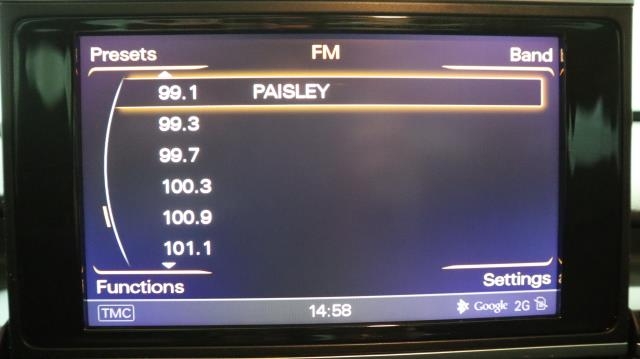 Presets FM Band
99.1 PAISLEY
99.3
99.7
100.3
100.9
101.1
Functions Settings
TMC 14:58 Google 2G